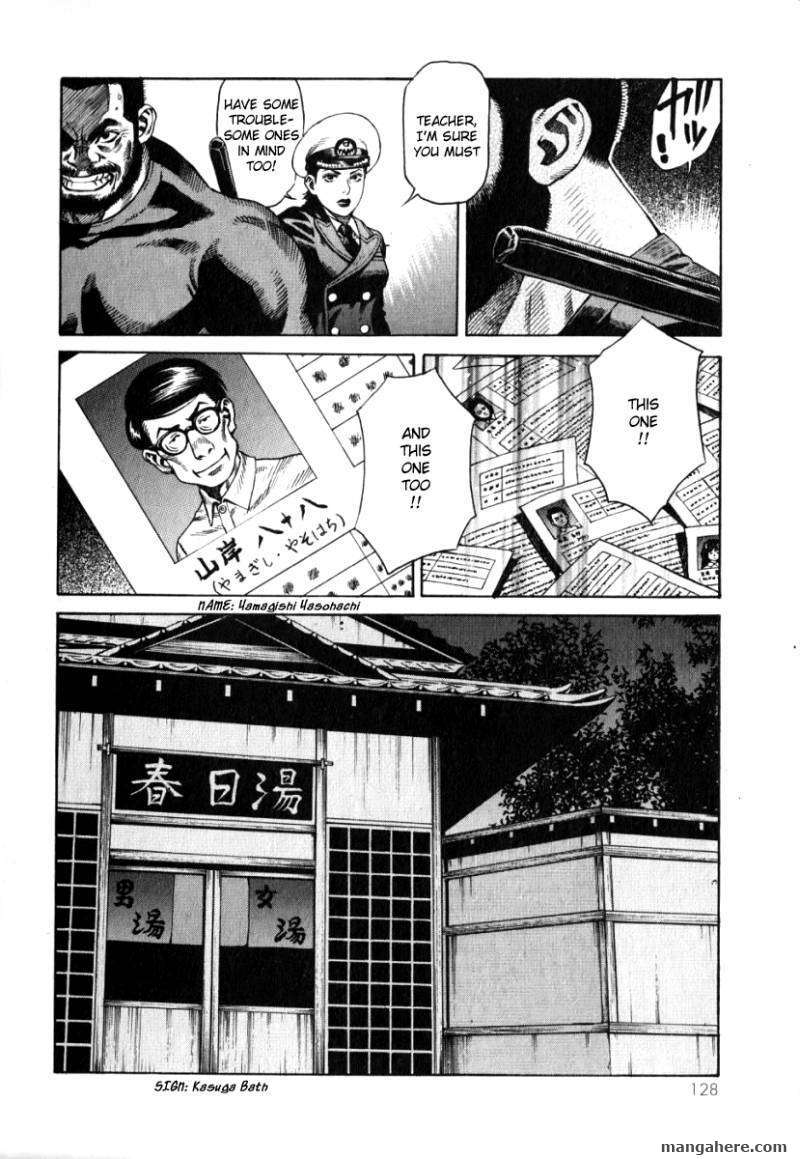 ガッ!!
TEACHER,
I'M SURE
YOU MUST
HAVE SOME
TROUBLE-
SOME ONES
IN MIND
TOO!
THIS
ONE
!!
AND
THIS
ONE
TOO
!!
山岸 八十八
(やまぎし・やそはち)
NAME: Yamagishi Yasohachi
春日湯
男湯
女湯
SIGN: Kasuga Bath
128
mangahere.com